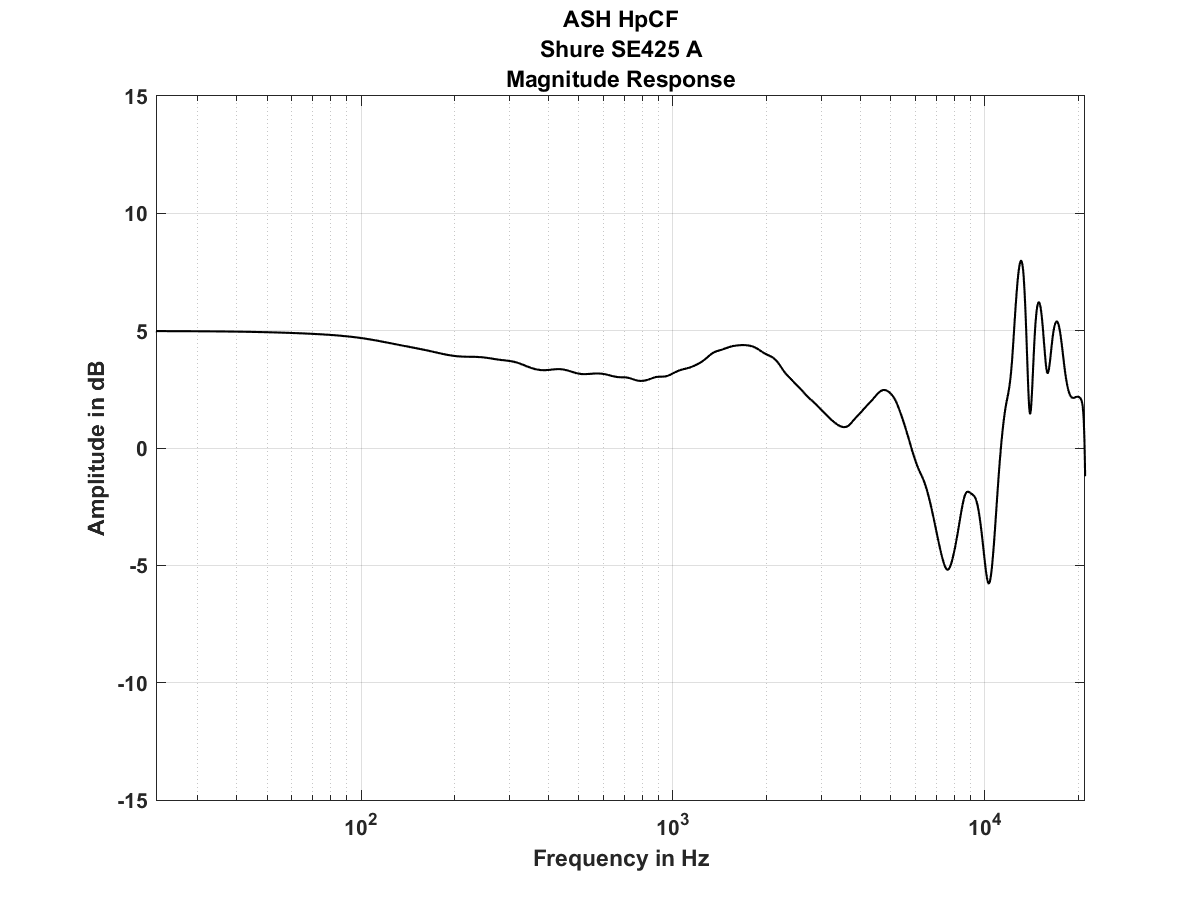 ASH HpCF
Shure SE425 A
Magnitude Response
15
10
5
0
-5
-10
-15
Amplitude in dB
10²
10³
10⁴
Frequency in Hz